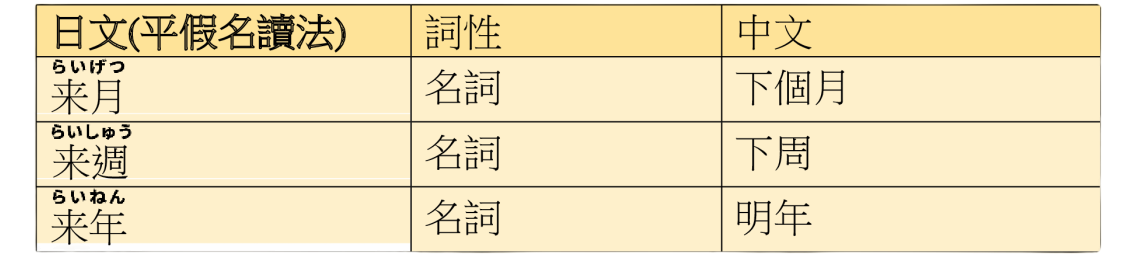 日文(平假名讀法) 詞性 中文
らいげつ
来月 名詞 下個月
らいしゅう
来週 名詞 下周
らいねん
来年 名詞 明年